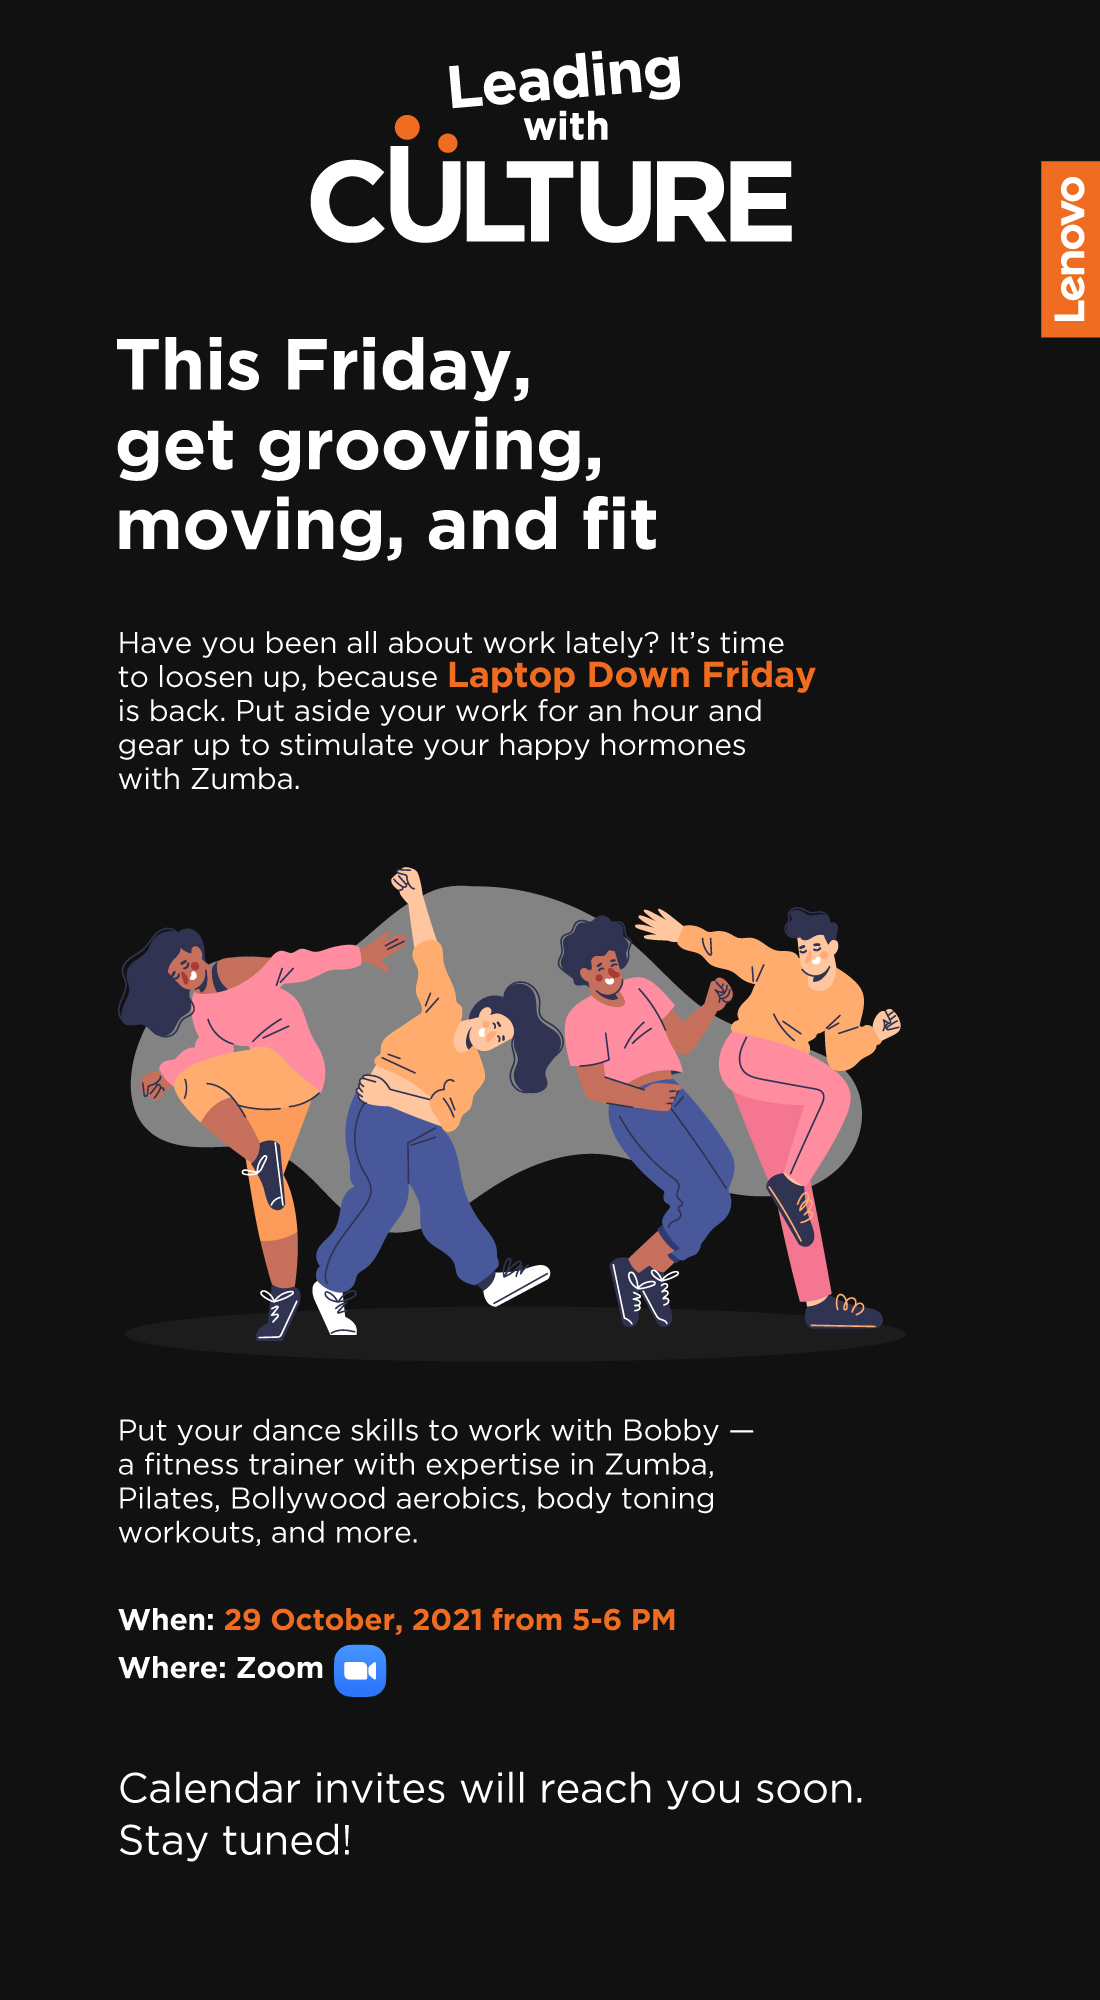 Leading
with
CULTURE
Lenovo
This Friday,
get grooving,
moving, and fit
Have you been all about work lately? It’s time
to loosen up, because Laptop Down Friday
is back. Put aside your work for an hour and
gear up to stimulate your happy hormones
with Zumba.
Put your dance skills to work with Bobby —
a fitness trainer with expertise in Zumba,
Pilates, Bollywood aerobics, body toning
workouts, and more.
When: 29 October, 2021 from 5-6 PM
Where: Zoom
Calendar invites will reach you soon.
Stay tuned!